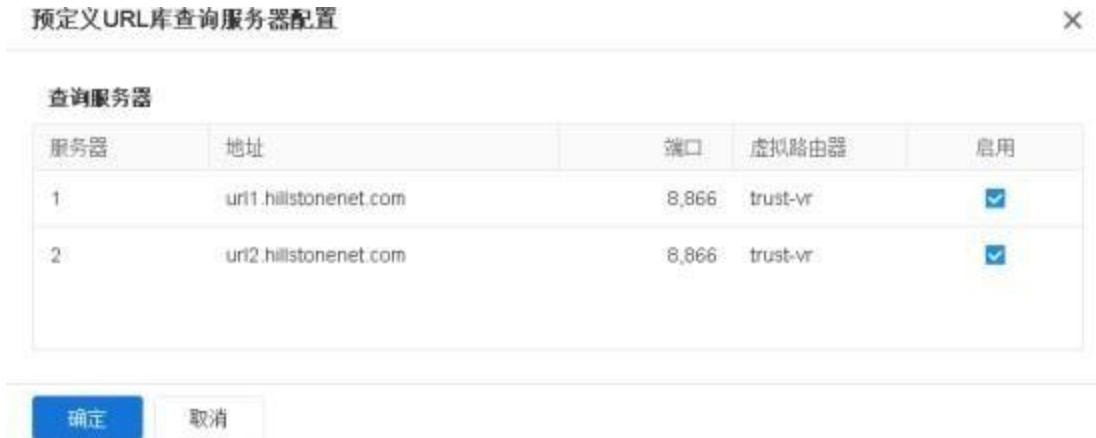 预定义URL库查询服务器配置
查询服务器
服务器 地址 端口 虚拟路由器 启用
1 url1.hillstonenet.com 8,866 trust-vr
2 url2.hillstonenet.com 8,866 trust-vr
确定 取消